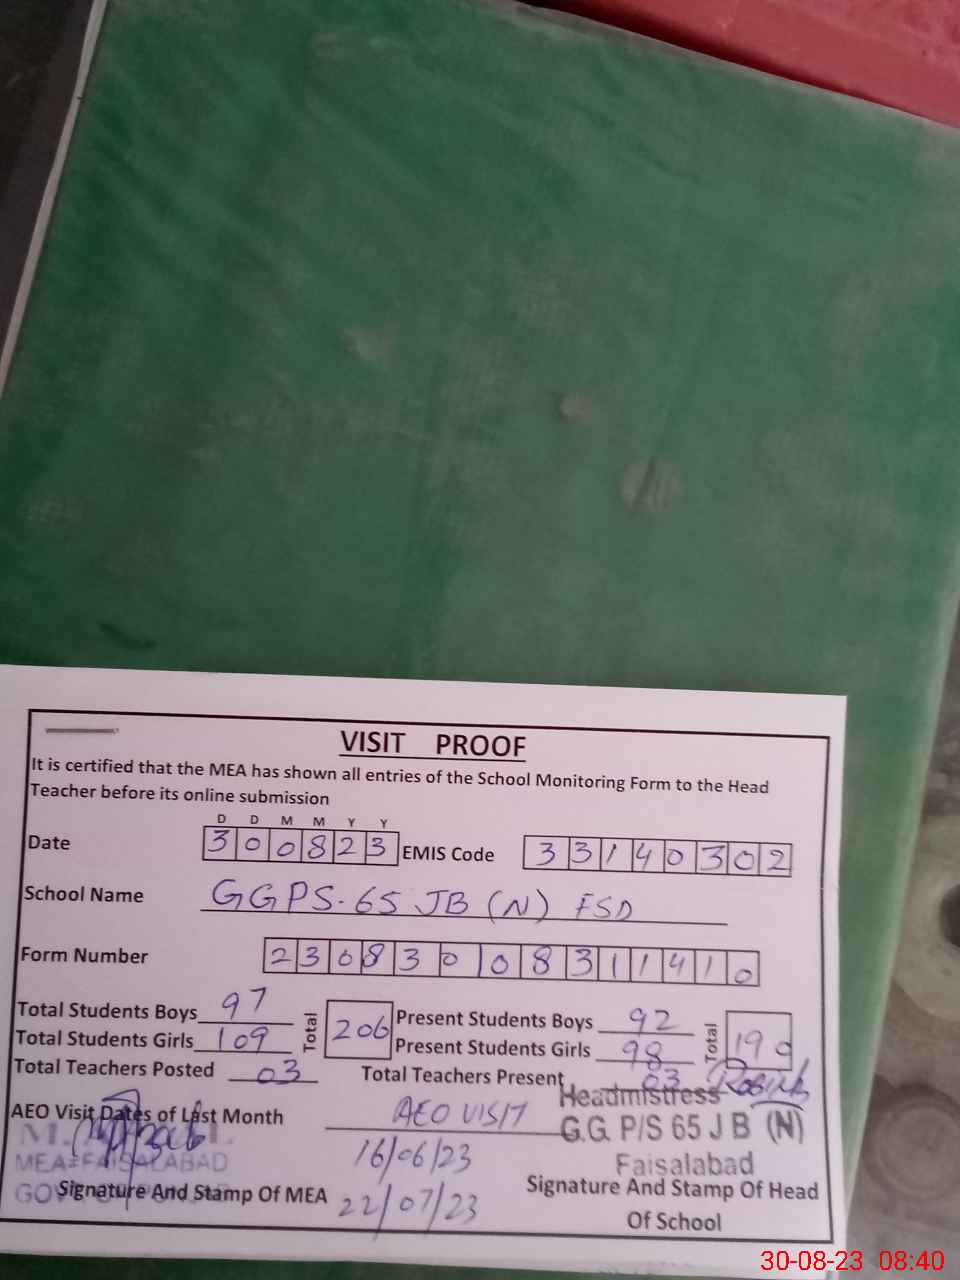 VISIT PROOF
It is certified that the MEA has shown all entries of the School Monitoring Form to the Head
Teacher before its online submission
D D M M Y Y
Date 3 0 0 8 2 3 EMIS Code 3 3 1 4 0 3 0 2
School Name GGPS-65 JB (N) FSD
Form Number 2 3 0 8 3 0 1 0 8 3 1 1 4 1 0
Total Students Boys 97 Total 206 Present Students Boys 92 Total 190
Total Students Girls 109 Present Students Girls 98
Total Teachers Posted 03 Total Teachers Present 03
Headmistress
AEO Visit Dates of Last Month AEO VISIT
G.G. P/S 65 J B (N)
16/06/23
MEA FAISALABAD
Faisalabad
Signature And Stamp Of MEA 22/07/23 Signature And Stamp Of Head
Of School
30-08-23 08:40